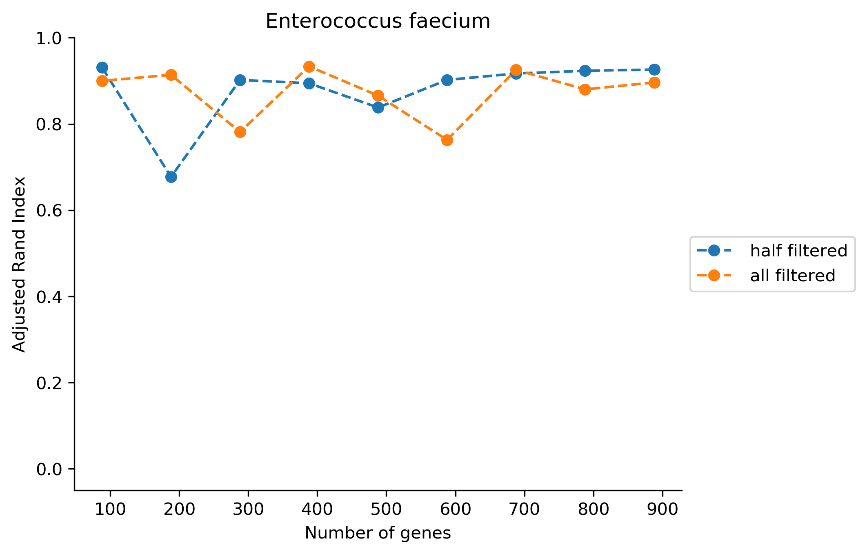 Enterococcus faecium
1.0
0.8
0.6
0.4
0.2
0.0
Adjusted Rand Index
100 200 300 400 500 600 700 800 900
Number of genes
half filtered
all filtered